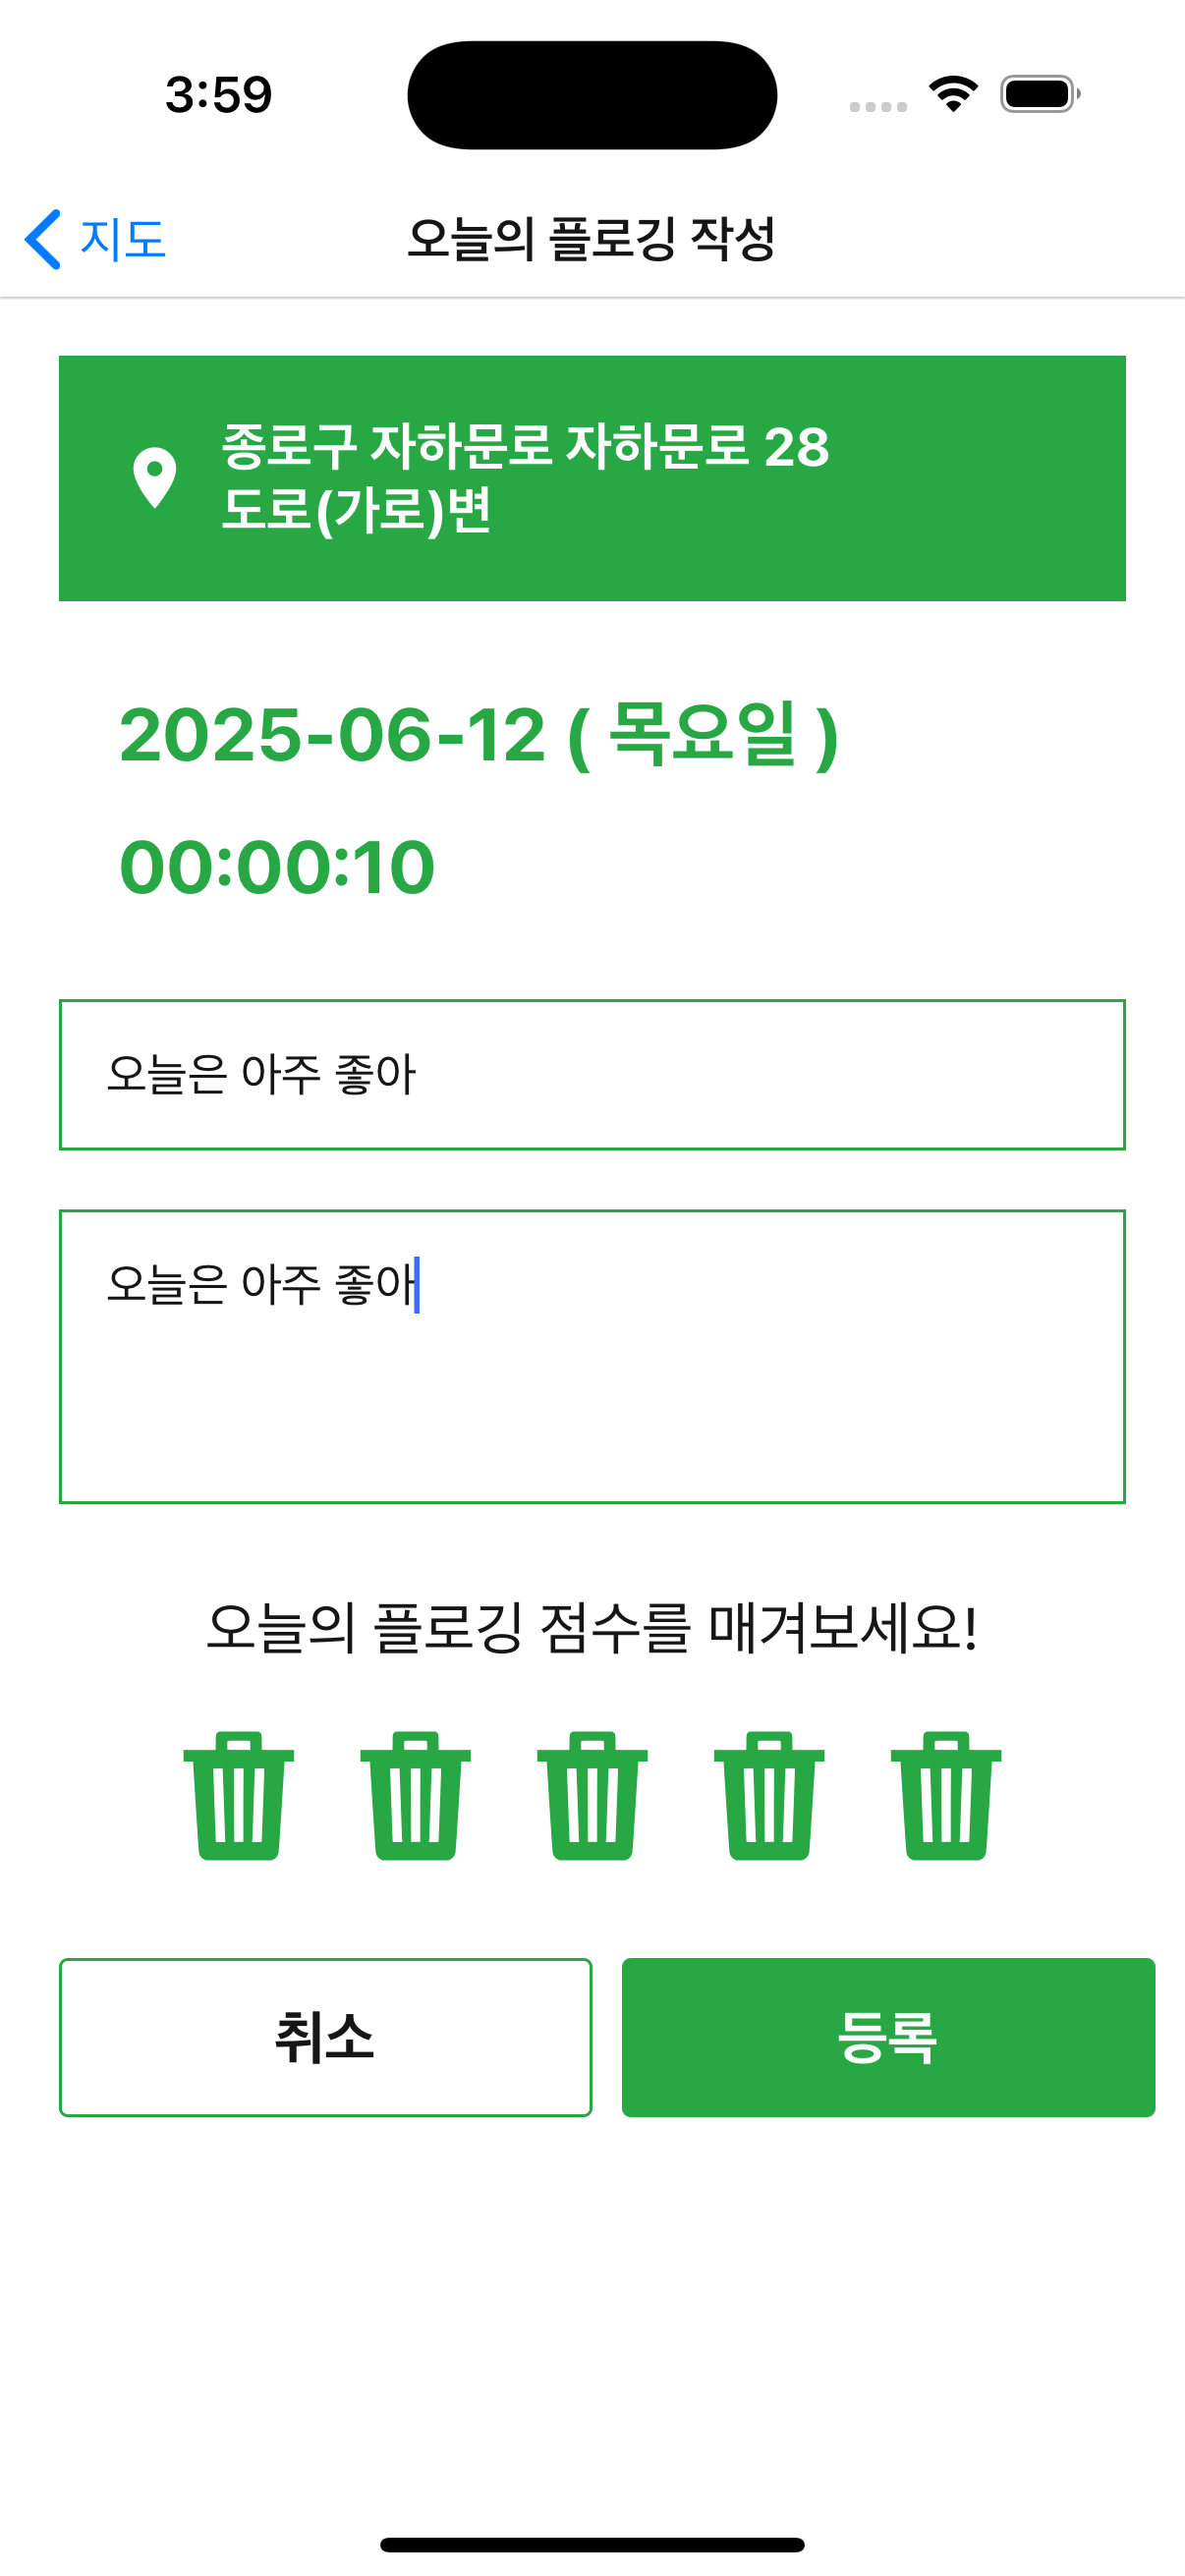 3:59
지도
오늘의 플로깅 작성
종로구 자하문로 자하문로 28
도로(가로)변
2025-06-12 ( 목요일 )
00:00:10
오늘은 아주 좋아
오늘은 아주 좋아
오늘의 플로깅 점수를 매겨보세요!
취소
등록